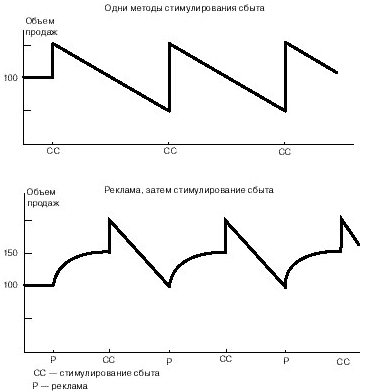 Одни методы стимулирования сбыта
Объем
продаж
100
СС
СС
СС
Реклама, затем стимулирование сбыта
Объем
продаж
150
100
Р
СС
Р
СС
Р
СС
СС — стимулирование сбыта
Р — реклама